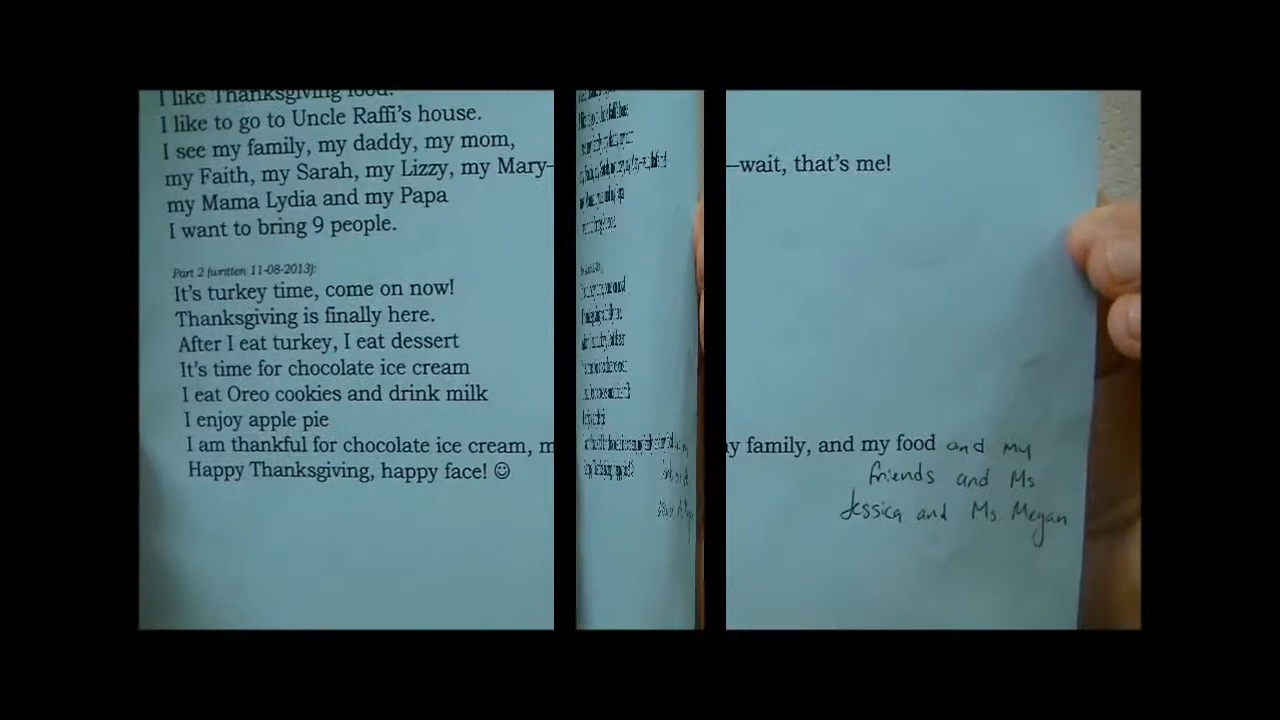 I like Thanksgiving food.
I like to go to Uncle Raffi's house.
I see my family, my daddy, my mom,
my Faith, my Sarah, my Lizzy, my Mary—wait, that's me!
my Mama Lydia and my Papa
I want to bring 9 people.
Part 2 (written 11-08-2013):
It's turkey time, come on now!
Thanksgiving is finally here.
After I eat turkey, I eat dessert
It's time for chocolate ice cream
I eat Oreo cookies and drink milk
I enjoy apple pie
I am thankful for chocolate ice cream, my family, and my food and my
friends and Ms
Jessica and Ms. Megan
Happy Thanksgiving, happy face! ☺